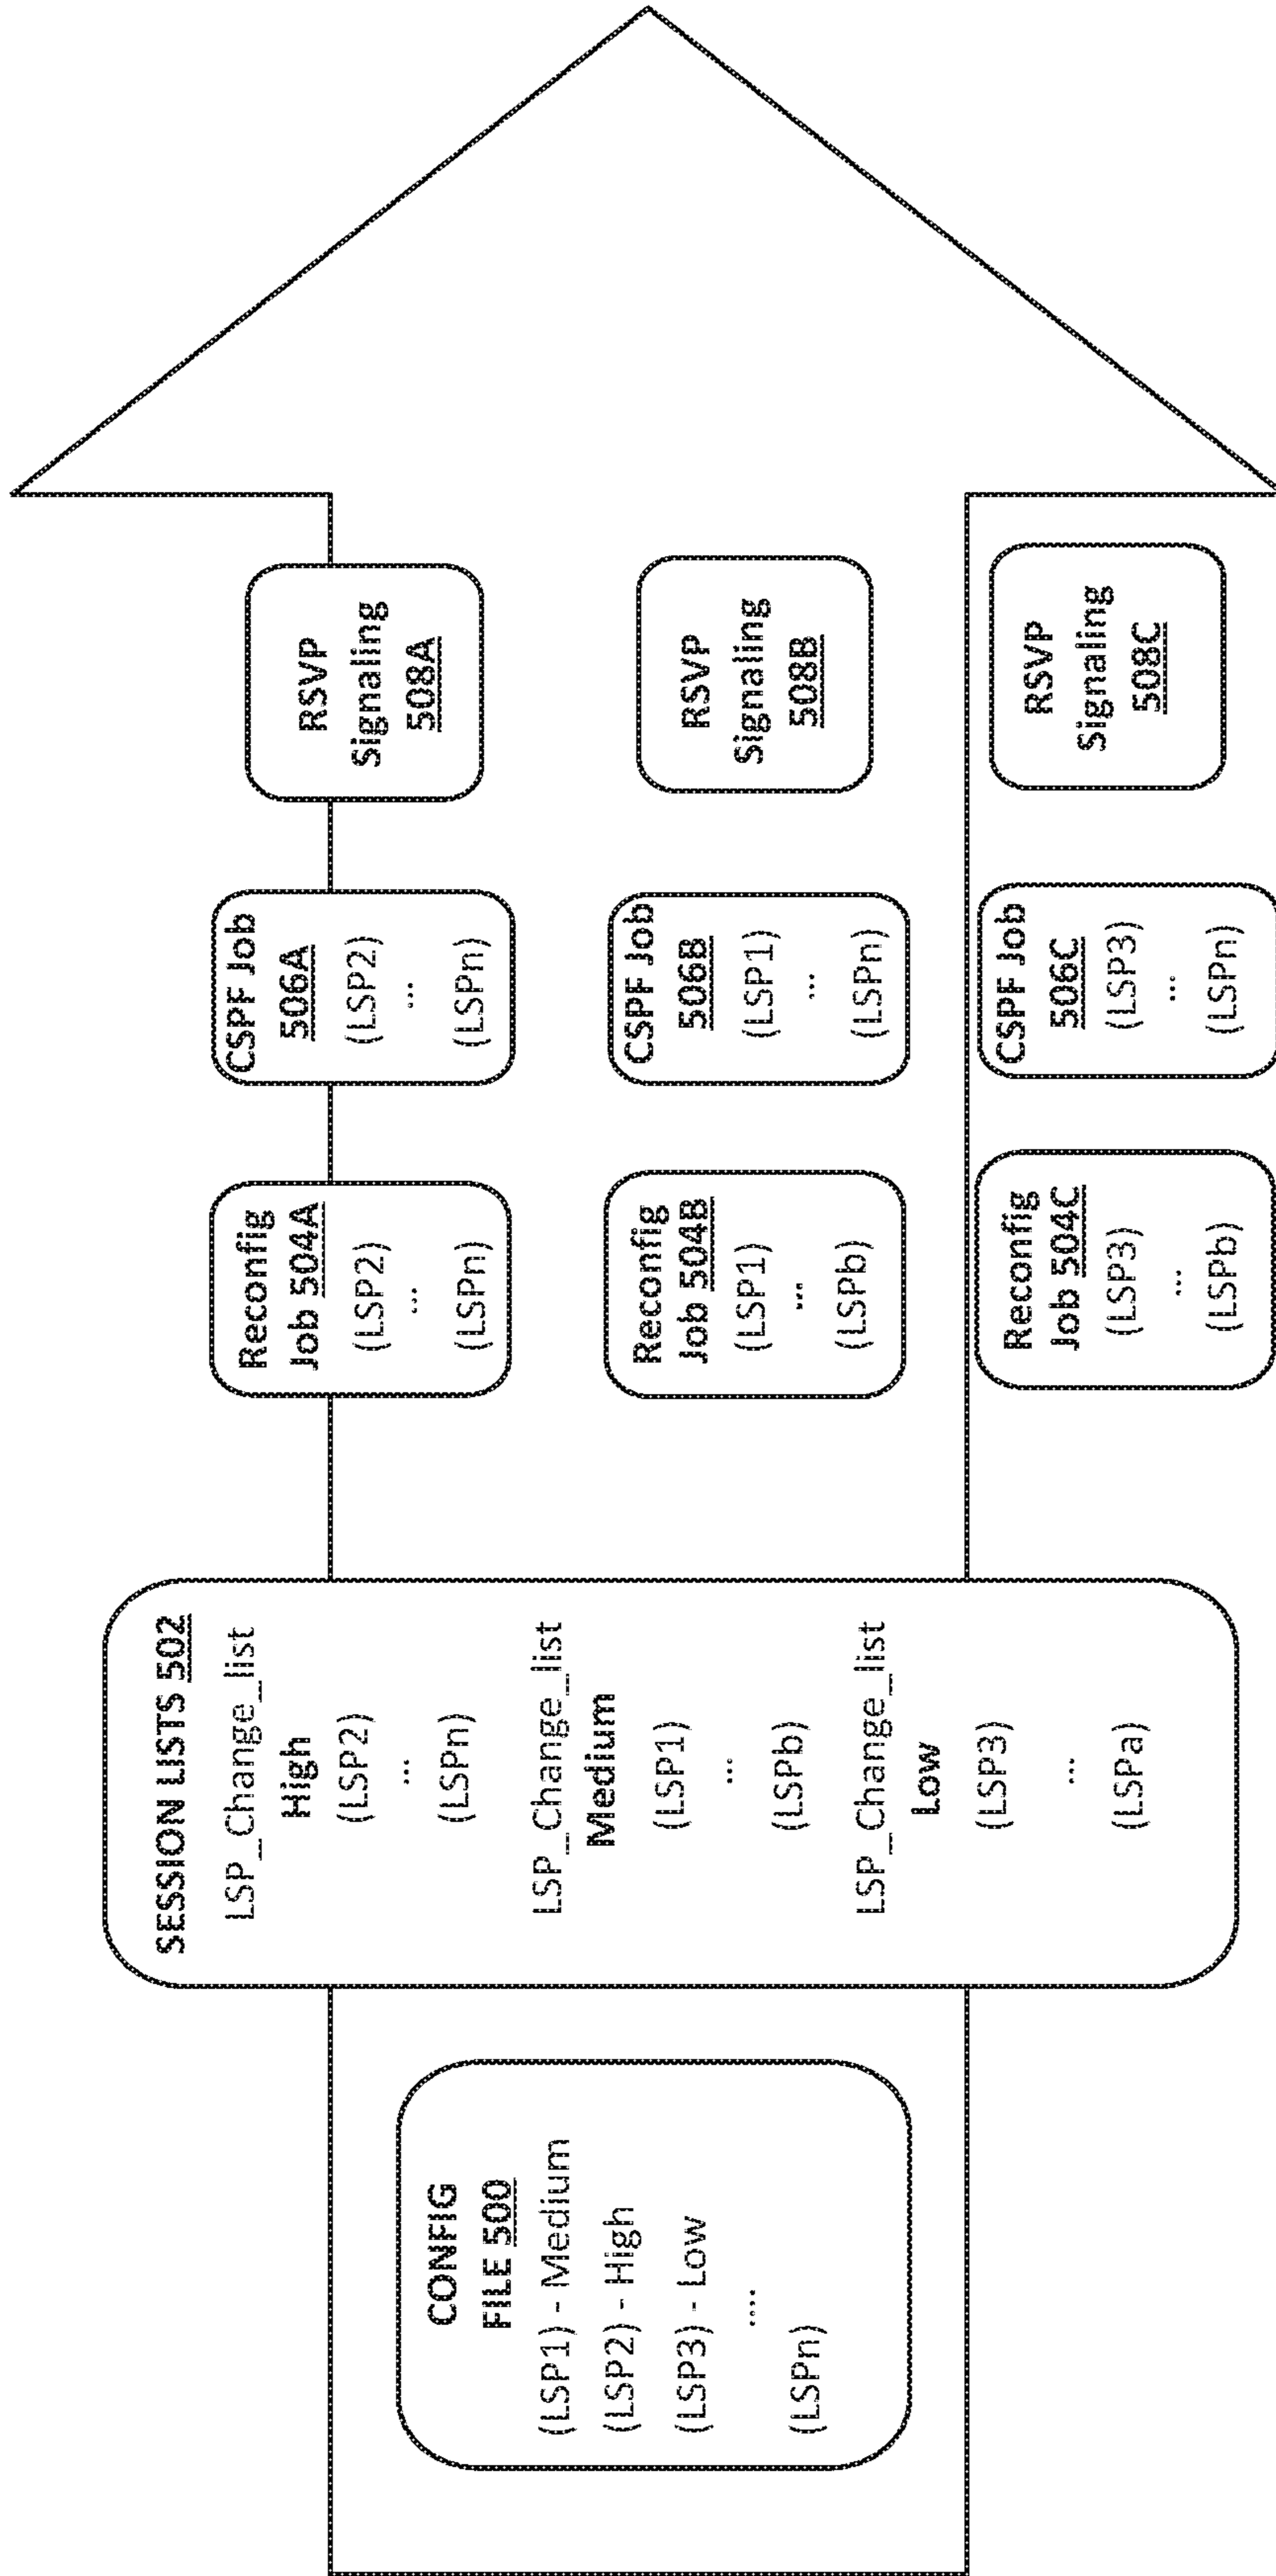 CONFIG
FILE 500
(LSP1) - Medium
(LSP2) - High
(LSP3) - Low
....
(LSPn)
SESSION LISTS 502
LSP_Change_list
High
(LSP2)
...
(LSPn)
LSP_Change_list
Medium
(LSP1)
...
(LSPb)
LSP_Change_list
Low
(LSP3)
...
(LSPa)
Reconfig
Job 504A
(LSP2)
...
(LSPn)
Reconfig
Job 504B
(LSP1)
...
(LSPb)
Reconfig
Job 504C
(LSP3)
...
(LSPb)
CSPF Job
506A
(LSP2)
...
(LSPn)
CSPF Job
506B
(LSP1)
...
(LSPn)
CSPF Job
506C
(LSP3)
...
(LSPn)
RSVP
Signaling
508A
RSVP
Signaling
508B
RSVP
Signaling
508C